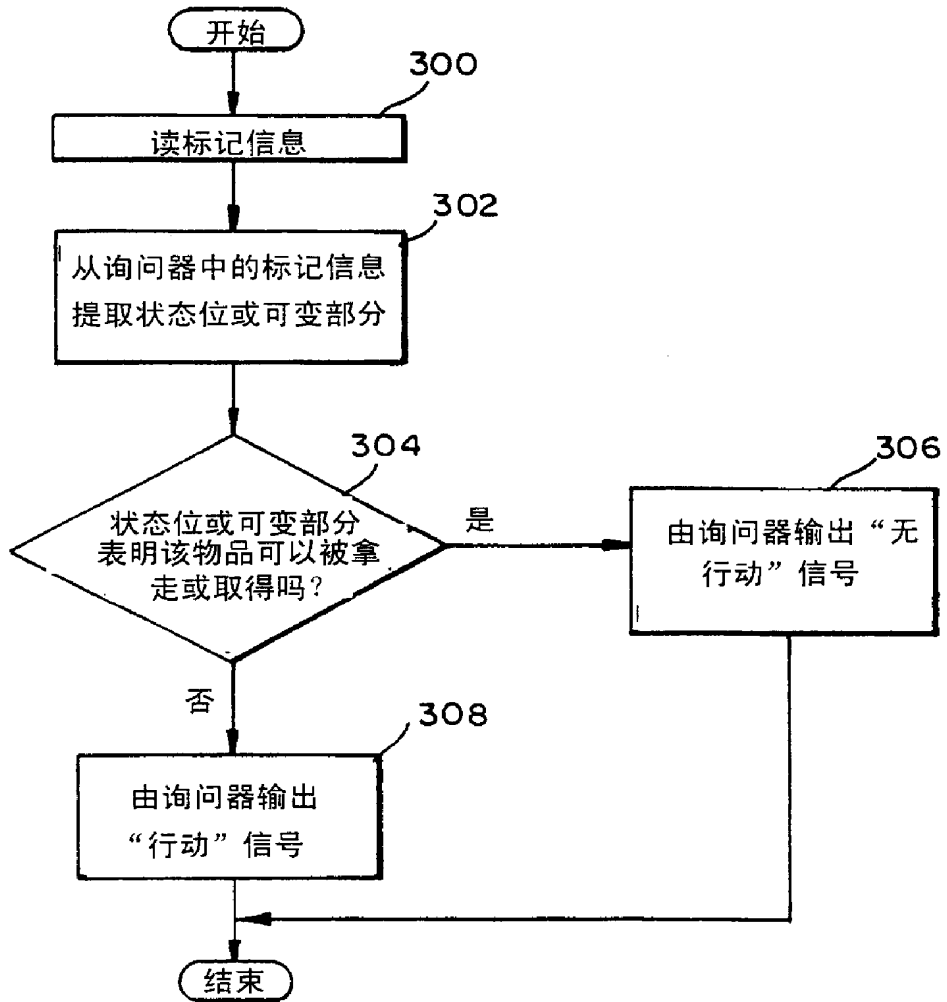 开始
300
读标记信息
302
从询问器中的标记信息
提取状态位或可变部分
304
状态位或可变部分
表明该物品可以被拿
走或取得吗?
是
306
由询问器输出“无
行动”信号
否
308
由询问器输出
“行动”信号
结束